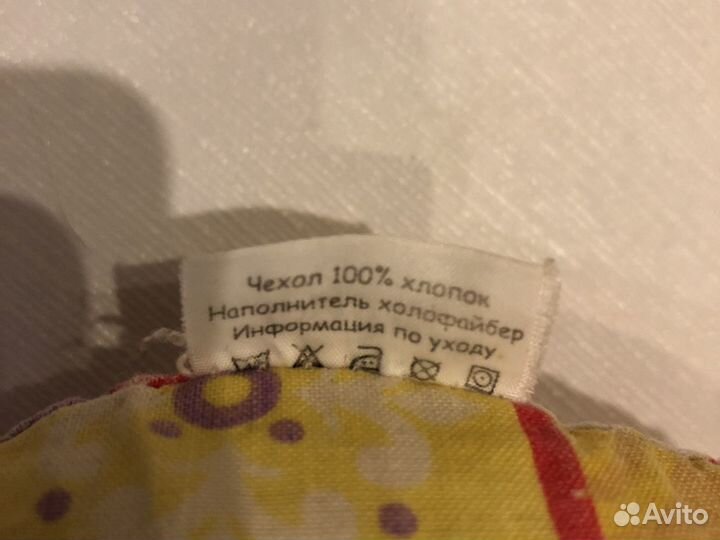 Чехол 100% хлопок
Наполнитель холофайбер
Информация по уходу
Avito